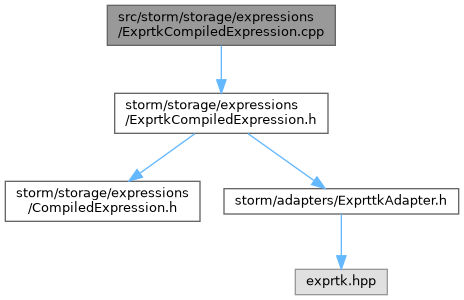 src/storm/storage/expressions
/ExprtkCompiledExpression.cpp
storm/storage/expressions
/ExprtkCompiledExpression.h
storm/storage/expressions
/CompiledExpression.h
storm/adapters/ExprttkAdapter.h
exprtk.hpp